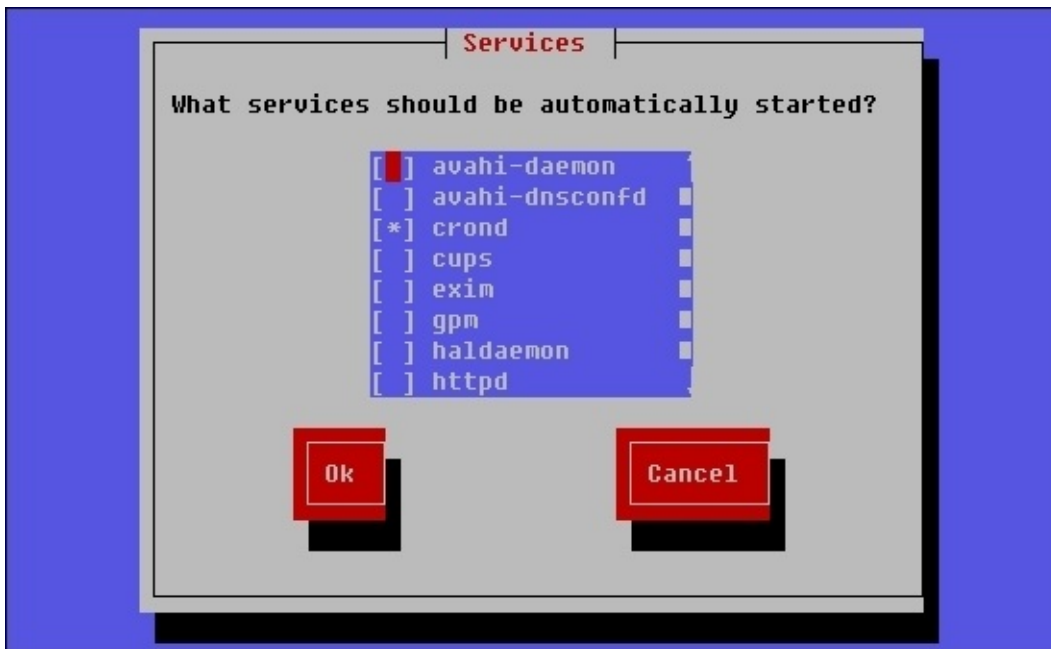 Services
What services should be automatically started?
[ ] avahi-daemon
[ ] avahi-dnsconfd
[*] crond
[ ] cups
[ ] exim
[ ] gpm
[ ] haldaemon
[ ] httpd
Ok Cancel